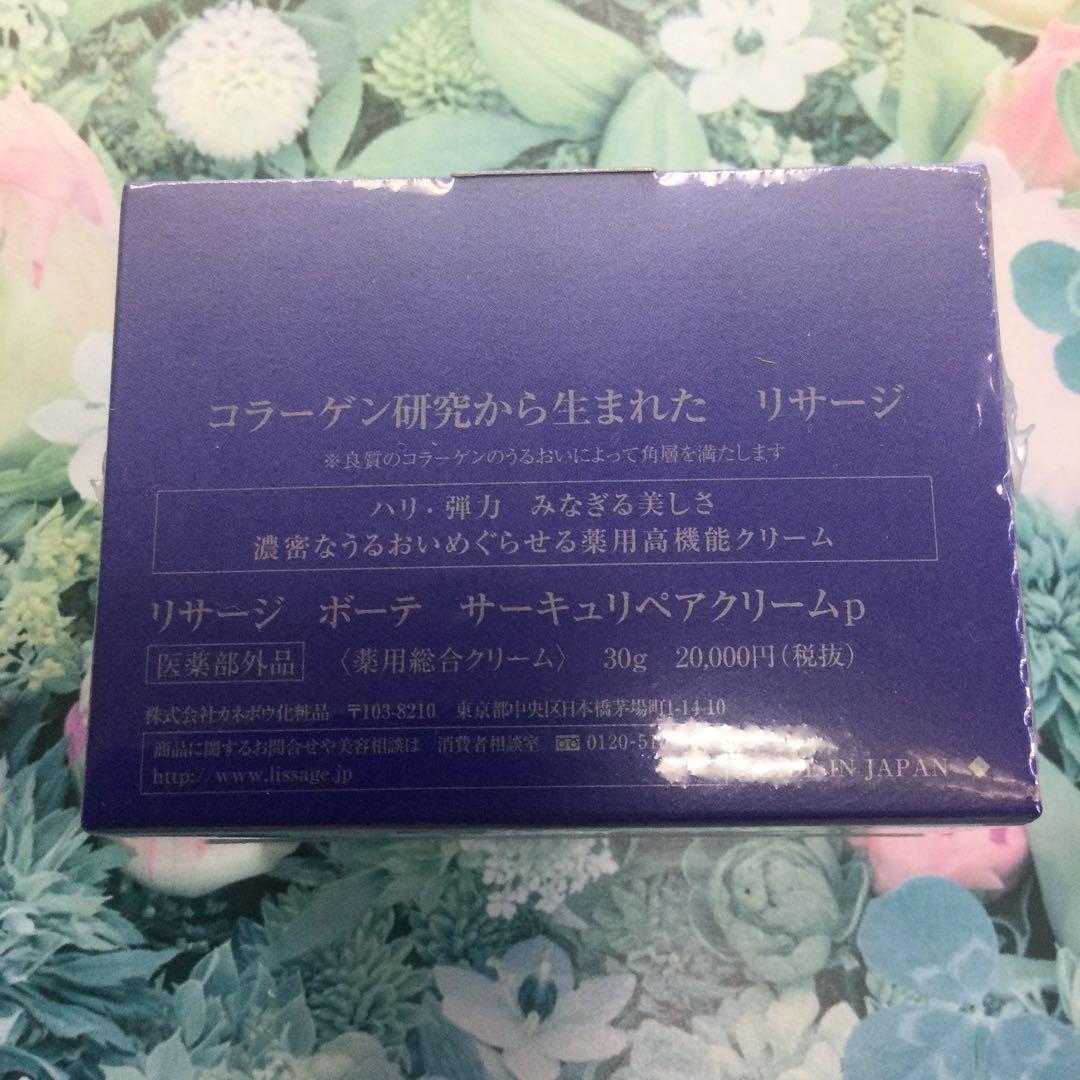 コラーゲン研究から生まれた　リサージ
※良質のコラーゲンのうるおいによって角層を満たします
ハリ・弾力　みなぎる美しさ
濃密なうるおいめぐらせる薬用高機能クリーム
リサージ　ボーテ　サーキュリペアクリームp
医薬部外品　〈薬用総合クリーム〉　30g　20,000円(税抜)
株式会社カネボウ化粧品　〒103-8210　東京都中央区日本橋茅場町1-14-10
商品に関するお問合せや美容相談は　消費者相談室　0120-51
http://www.lissage.jp
IN JAPAN